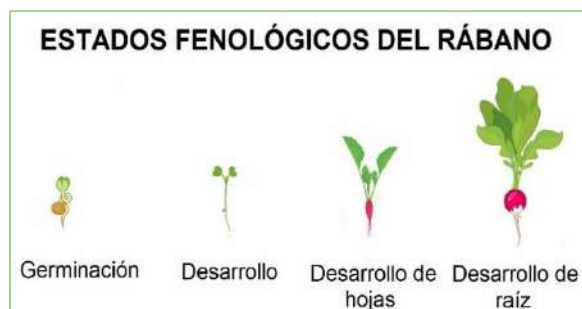 ESTADOS FENOLÓGICOS DEL RÁBANO
Germinación
Desarrollo
Desarrollo de
hojas
Desarrollo de
raíz